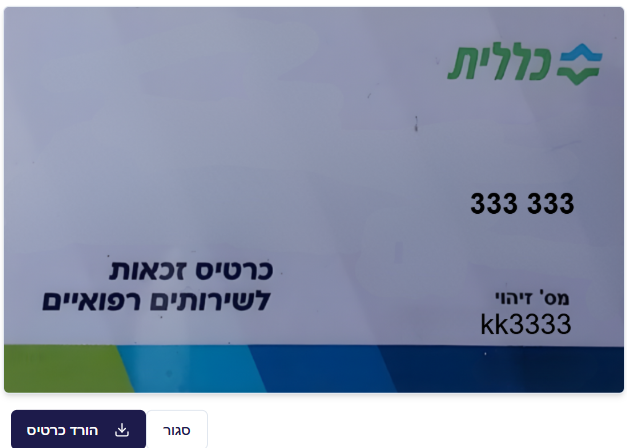 כללית
333 333
כרטיס זכאות
לשירותים רפואיים
מס' זיהוי
kk3333
הורד כרטיס
סגור